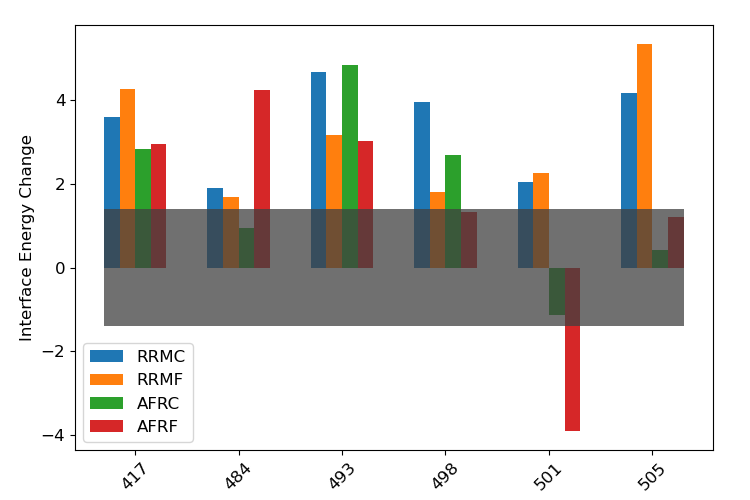 Interface Energy Change
4
2
0
−2
−4
RRMC
RRMF
AFRC
AFRF
417
484
493
498
501
505